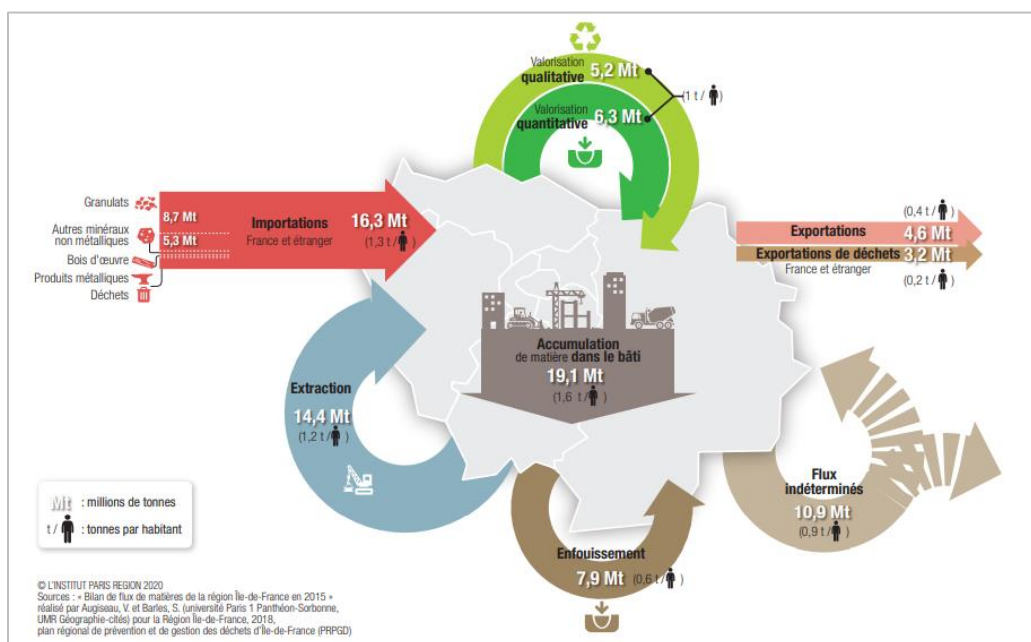 Valorisation
qualitative 5,2 Mt
(1 t / )
Valorisation
quantitative 6,3 Mt
Granulats
8,7 Mt
Autres minéraux
non métalliques
5,3 Mt
Bois d'œuvre
Produits métalliques
Déchets
Importations 16,3 Mt
France et étranger (1,3 t/ )
(0,4 t/ )
Exportations 4,6 Mt
Exportations de déchets 3,2 Mt
France et étranger
(0,2 t/ )
Accumulation
de matière dans le bâti
19,1 Mt
(1,6 t/ )
Extraction
14,4 Mt
(1,2 t/ )
Flux
indéterminés
10,9 Mt
(0,9 t/ )
Enfouissement
7,9 Mt (0,6 t/ )
Mt : millions de tonnes
t / : tonnes par habitant
© L'INSTITUT PARIS REGION 2020
Sources : « Bilan de flux de matières de la région Île-de-France en 2015 »
réalisé par Augiseau, V. et Barles, S. (université Paris 1 Panthéon-Sorbonne,
UMR Géographie-cités) pour la Région Île-de-France, 2018,
plan régional de prévention et de gestion des déchets d'Île-de-France (PRPGD)